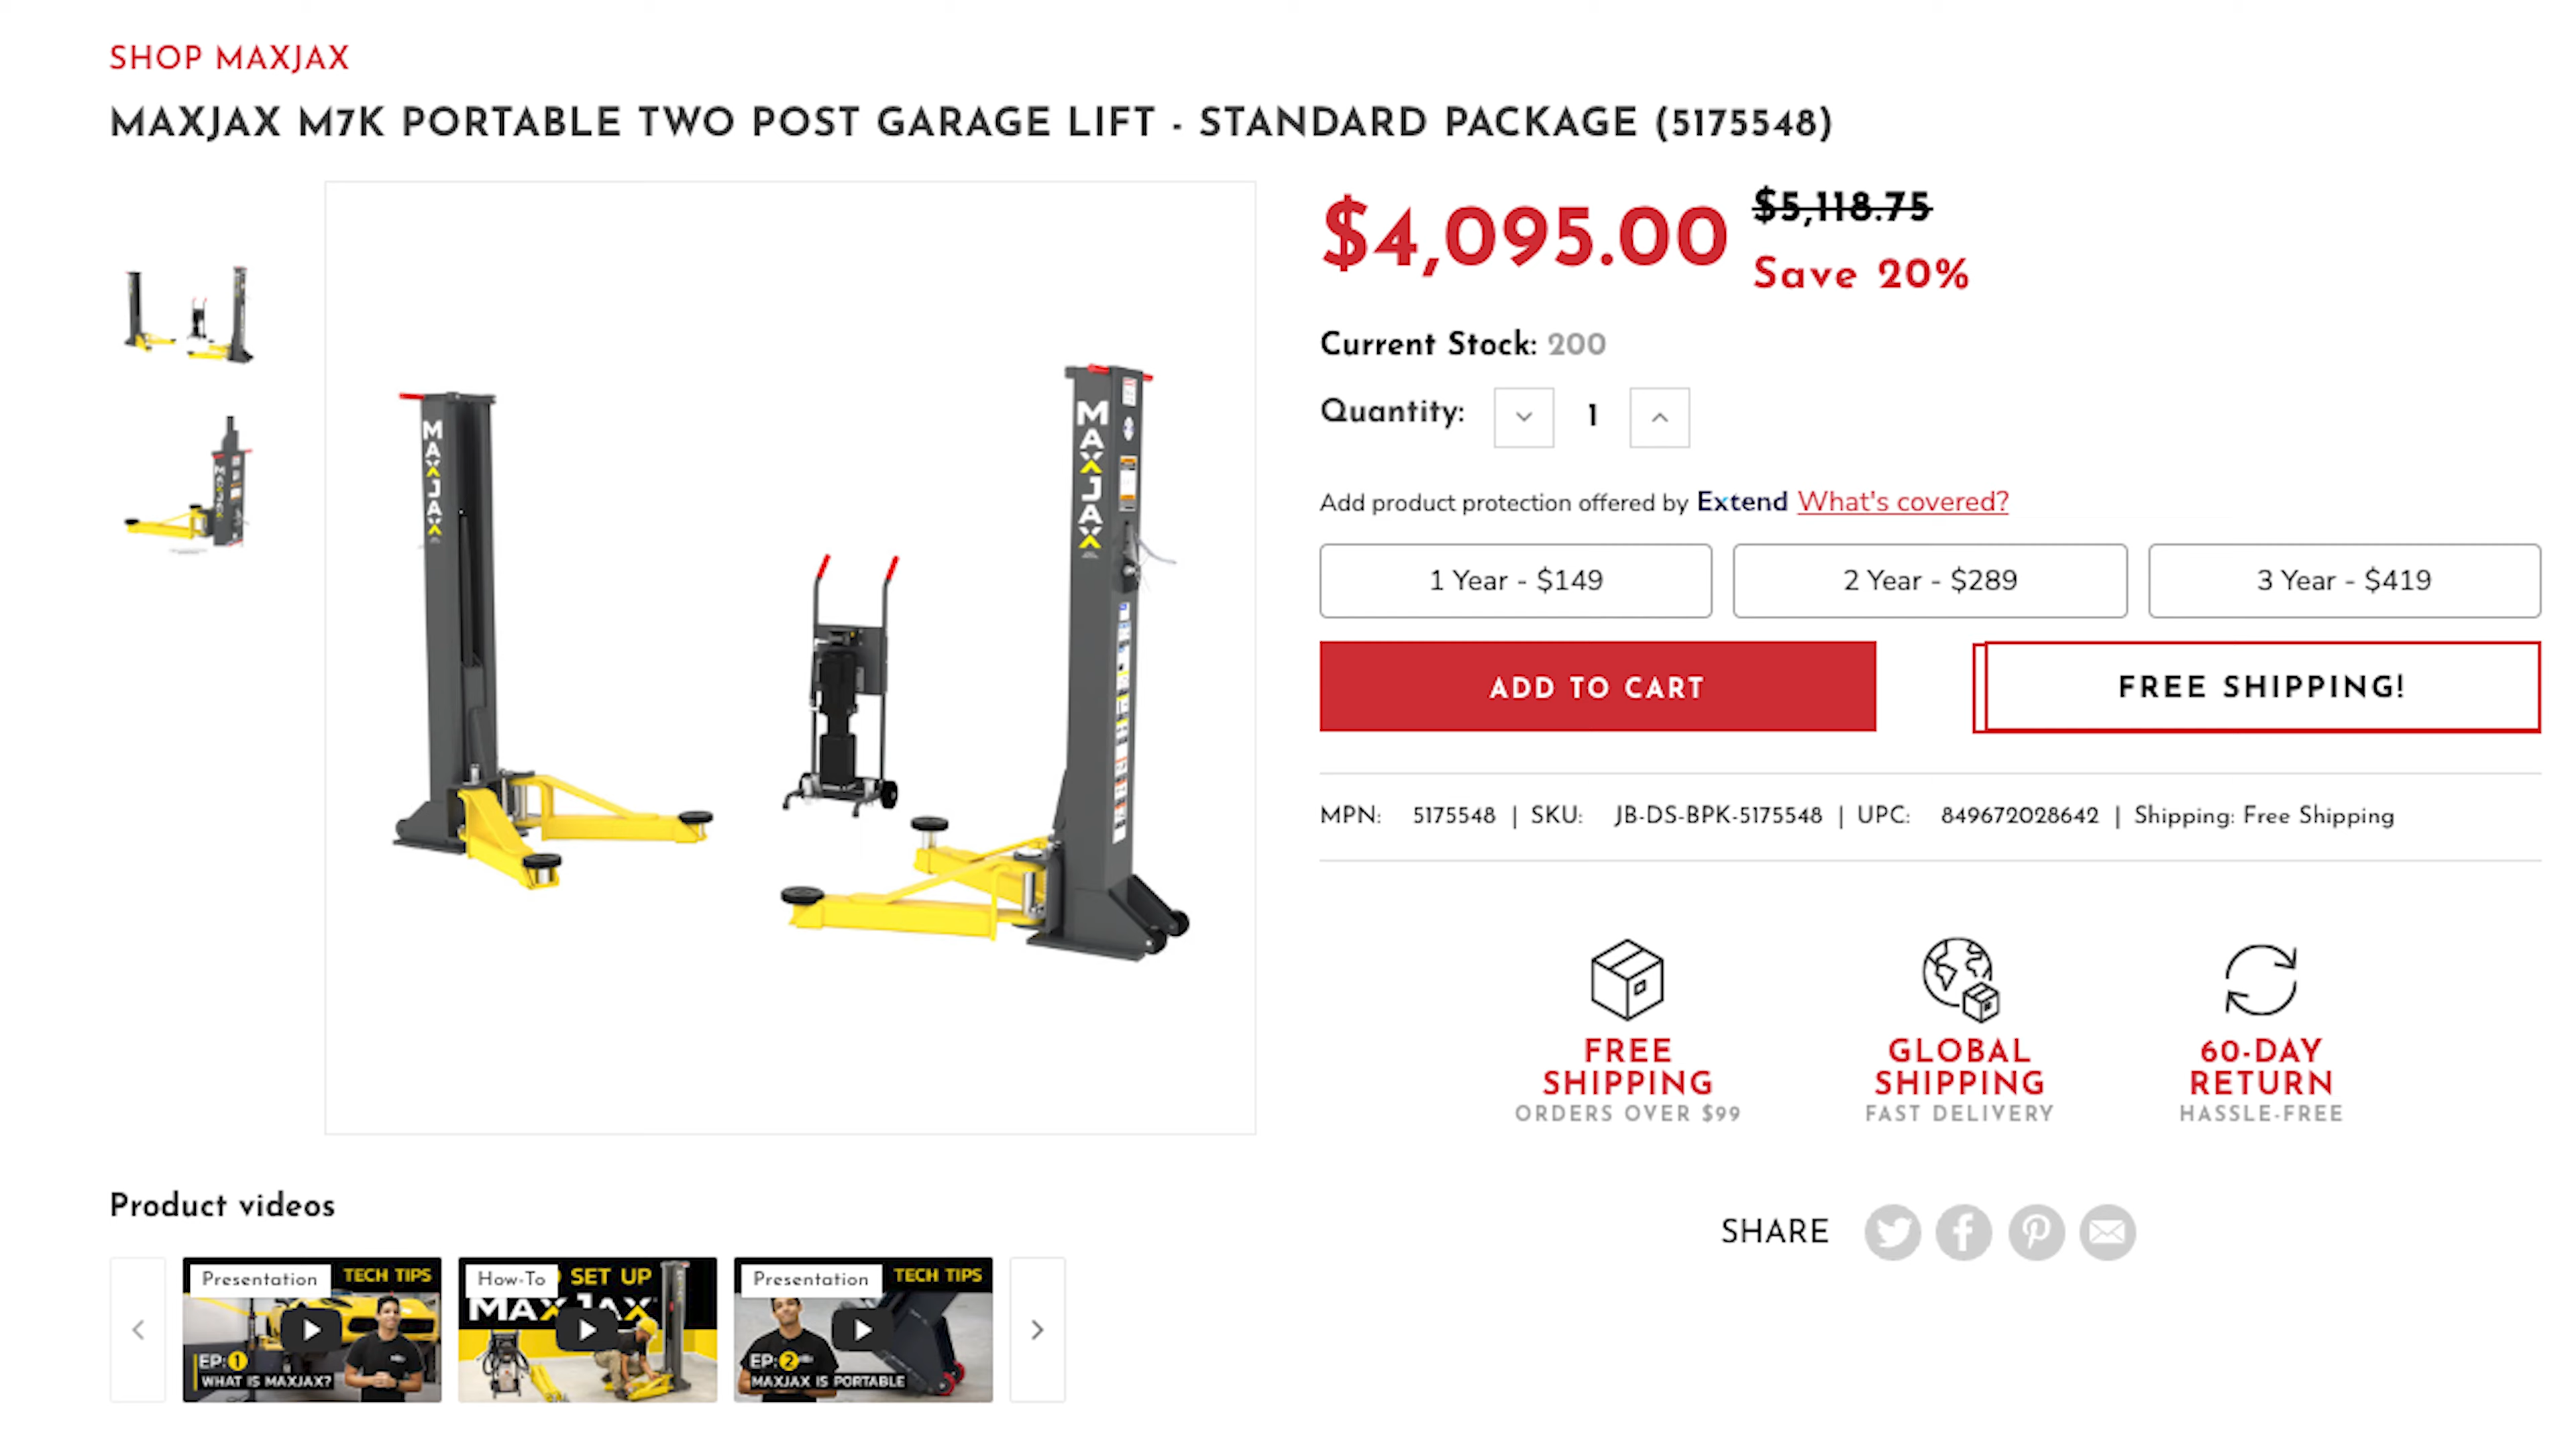 SHOP MAXJAX
MAXJAX M7K PORTABLE TWO POST GARAGE LIFT - STANDARD PACKAGE (5175548)
$4,095.00
$5,118.75
Save 20%
Current Stock: 200
Quantity: 1
Add product protection offered by Extend What's covered?
1 Year - $149
2 Year - $289
3 Year - $419
ADD TO CART
FREE SHIPPING!
MPN: 5175548 | SKU: JB-DS-BPK-5175548 | UPC: 849672028642 | Shipping: Free Shipping
MAXJAX
MAXJAX
FREE
SHIPPING
ORDERS OVER $99
GLOBAL
SHIPPING
FAST DELIVERY
60-DAY
RETURN
HASSLE-FREE
Product videos
SHARE
Presentation
TECH TIPS
EP: 1
WHAT IS MAXJAX?
How-To
SET UP
MAXJAX
Presentation
TECH TIPS
EP: 2
MAXJAX IS PORTABLE